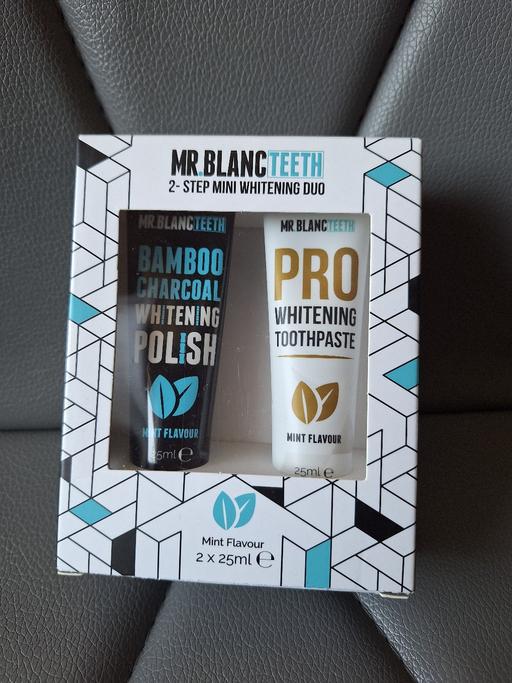 MR.BLANCTEETH
2- STEP MINI WHITENING DUO
MR.BLANCTEETH
BAMBOO
CHARCOAL
WHITENING
POLISH
MINT FLAVOUR
25ml ℮
MR.BLANCTEETH
PRO
WHITENING
TOOTHPASTE
MINT FLAVOUR
25ml ℮
Mint Flavour
2 x 25ml ℮